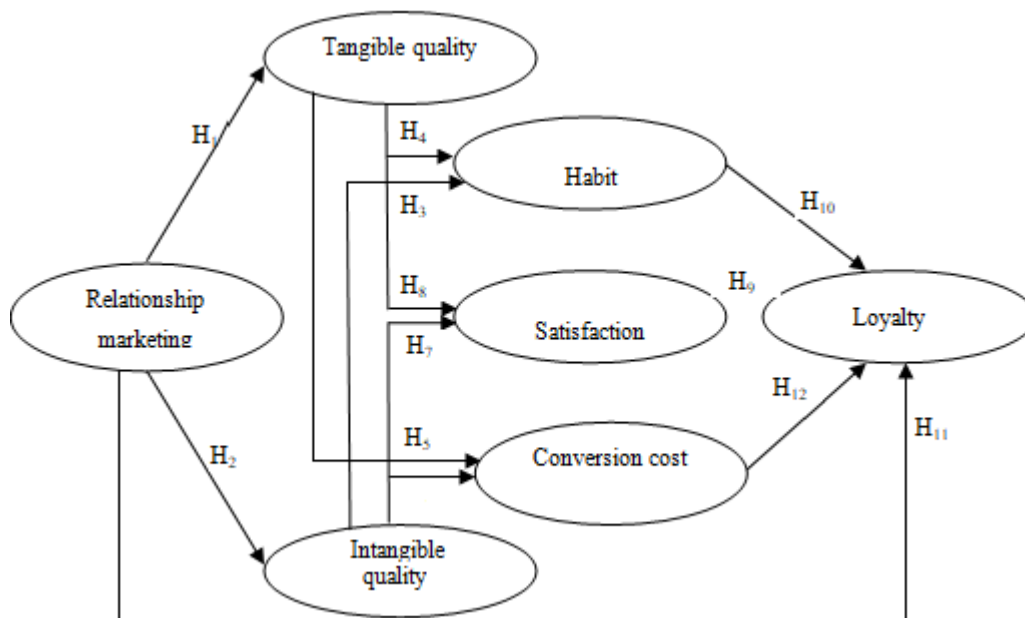 Tangible quality
H₁
H₄
Habit
H₃
H₁₀
Relationship
marketing
H₈
Satisfaction
H₇
H₉
Loyalty
H₂
H₅
Conversion cost
H₁₂
H₁₁
Intangible
quality